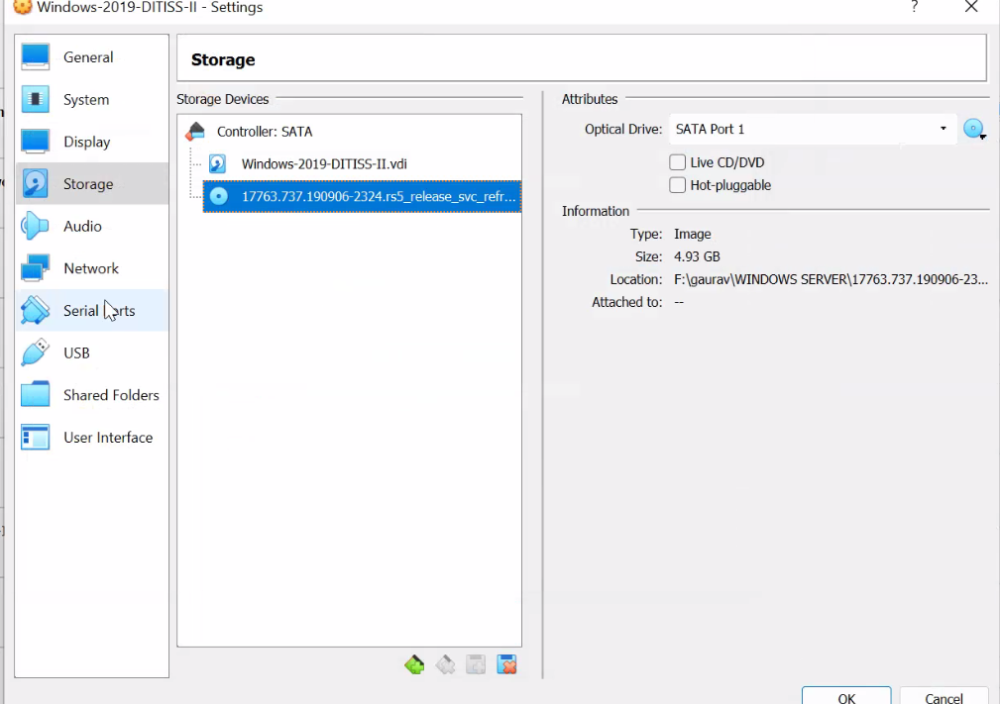 Windows-2019-DITISS-II - Settings
?
General
System
Display
Storage
Audio
Network
Serial Ports
USB
Shared Folders
User Interface
Storage
Storage Devices
Controller: SATA
Windows-2019-DITISS-II.vdi
17763.737.190906-2324.rs5_release_svc_refr...
Attributes
Optical Drive: SATA Port 1
Live CD/DVD
Hot-pluggable
Information
Type: Image
Size: 4.93 GB
Location: F:\gaurav\WINDOWS SERVER\17763.737.190906-23...
Attached to: --
OK
Cancel